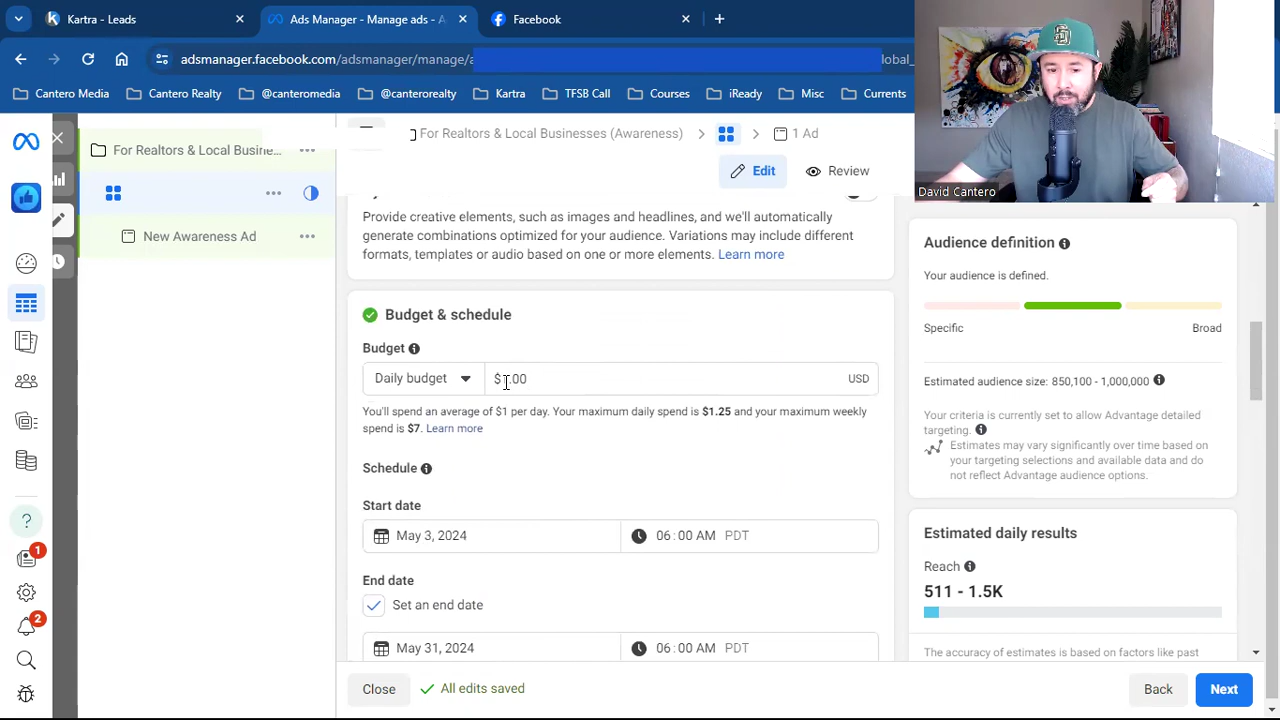 Kartra - Leads
Ads Manager - Manage ads - A
Facebook
adsmanager.facebook.com/adsmanager/manage/a
lobal_
Cantero Media
Cantero Realty
@canteromedia
@canterorealty
Kartra
TFSB Call
Courses
iReady
Misc
Currents
David Cantero
For Realtors & Local Busine...
New Awareness Ad
For Realtors & Local Businesses (Awareness)
1 Ad
Edit
Review
Provide creative elements, such as images and headlines, and we'll automatically
generate combinations optimized for your audience. Variations may include different
formats, templates or audio based on one or more elements. Learn more
Budget & schedule
Budget
Daily budget
$1.00
USD
You'll spend an average of $1 per day. Your maximum daily spend is $1.25 and your maximum weekly
spend is $7. Learn more
Schedule
Start date
May 3, 2024
06:00 AM PDT
End date
Set an end date
May 31, 2024
06:00 AM PDT
Close
All edits saved
Back
Next
Audience definition
Your audience is defined.
Specific
Broad
Estimated audience size: 850,100 - 1,000,000
Your criteria is currently set to allow Advantage detailed
targeting.
Estimates may vary significantly over time based on
your targeting selections and available data and do
not reflect Advantage audience options.
Estimated daily results
Reach
511 - 1.5K
The accuracy of estimates is based on factors like past
1
2